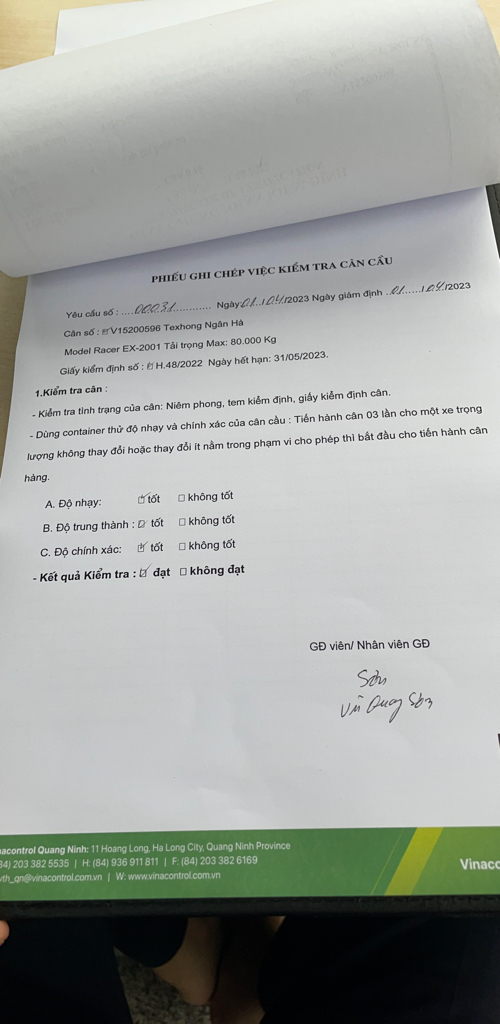 PHIẾU GHI CHÉP VIỆC KIỂM TRA CÂN CẦU
Yêu cầu số : ....00031............ Ngày 01../04/2023 Ngày giám định ..01....../04/2023
Cân số : ☑V15200596 Texhong Ngân Hà
Model Racer EX-2001 Tải trọng Max: 80.000 Kg
Giấy kiểm định số : ☑ H.48/2022 Ngày hết hạn: 31/05/2023.
1.Kiểm tra cân :
- Kiểm tra tình trạng của cân: Niêm phong, tem kiểm định, giấy kiểm định cân.
- Dùng container thử độ nhạy và chính xác của cân cầu : Tiến hành cân 03 lần cho một xe trọng
lượng không thay đổi hoặc thay đổi ít nằm trong phạm vi cho phép thì bắt đầu cho tiến hành cân
hàng.
A. Độ nhạy: ☑ tốt ☐ không tốt
B. Độ trung thành : ☑ tốt ☐ không tốt
C. Độ chính xác: ☑ tốt ☐ không tốt
- Kết quả Kiểm tra : ☑ đạt ☐ không đạt
GĐ viên/ Nhân viên GĐ
Sơn
Vũ Quang Sơn
nacontrol Quang Ninh: 11 Hoang Long, Ha Long City, Quang Ninh Province
84) 203 382 5535 | H: (84) 936 911 811 | F: (84) 203 382 6169
vth_qn@vinacontrol.com.vn | W: www.vinacontrol.com.vn
Vinaco